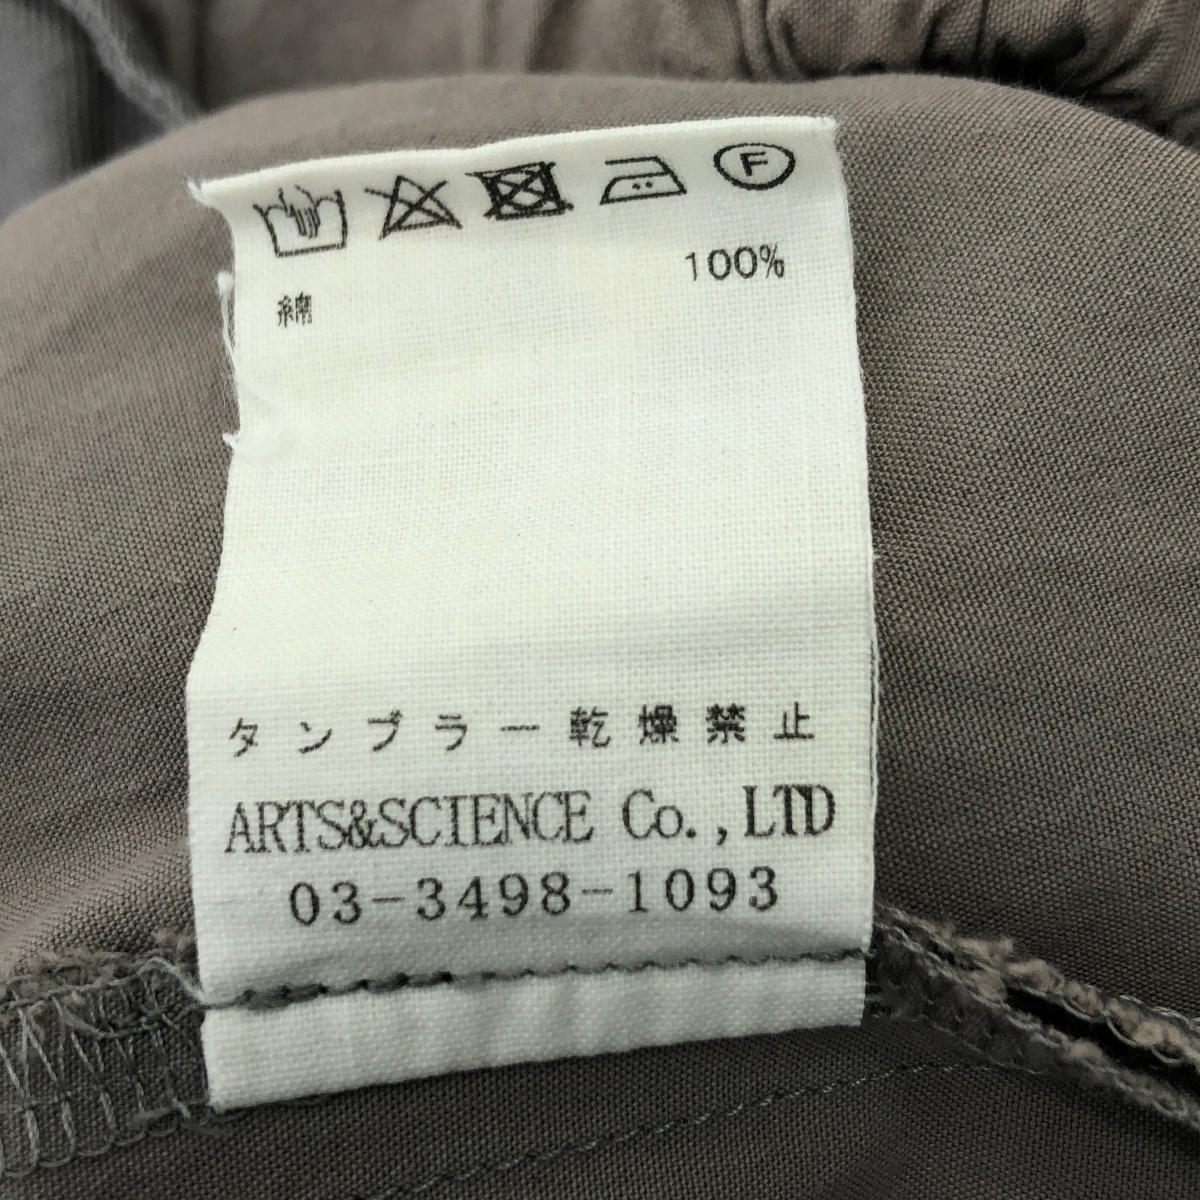 F
100%
綿
タンブラー乾燥禁止
ARTS&SCIENCE Co.,LTD
03-3498-1093